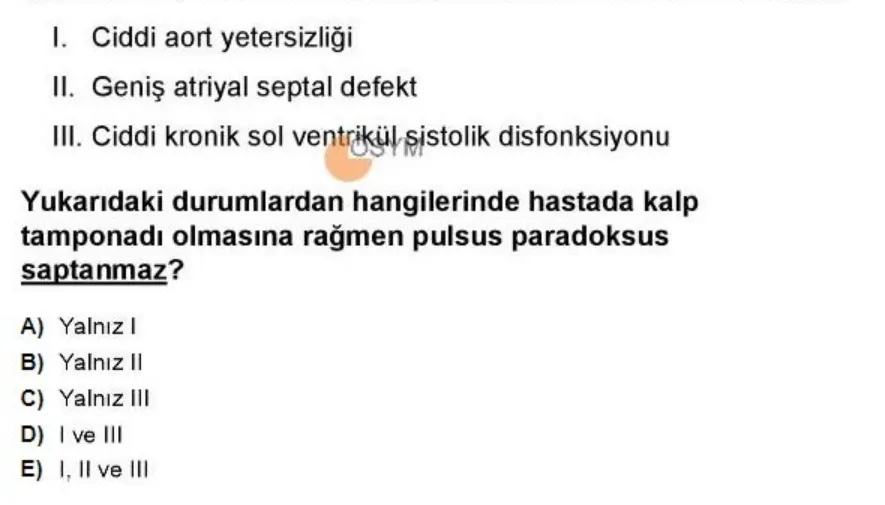 I. Ciddi aort yetersizliği
II. Geniş atriyal septal defekt
III. Ciddi kronik sol ventrikül sistolik disfonksiyonu
ÖSYM
Yukarıdaki durumlardan hangilerinde hastada kalp
tamponadı olmasına rağmen pulsus paradoksus
saptanmaz?
A) Yalnız I
B) Yalnız II
C) Yalnız III
D) I ve III
E) I, II ve III